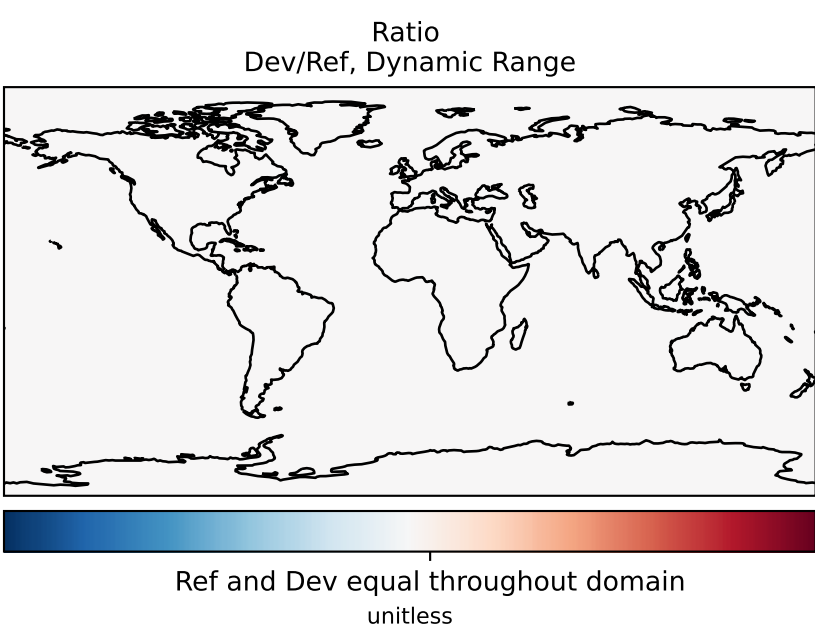 Ratio
Dev/Ref, Dynamic Range
Ref and Dev equal throughout domain
unitless